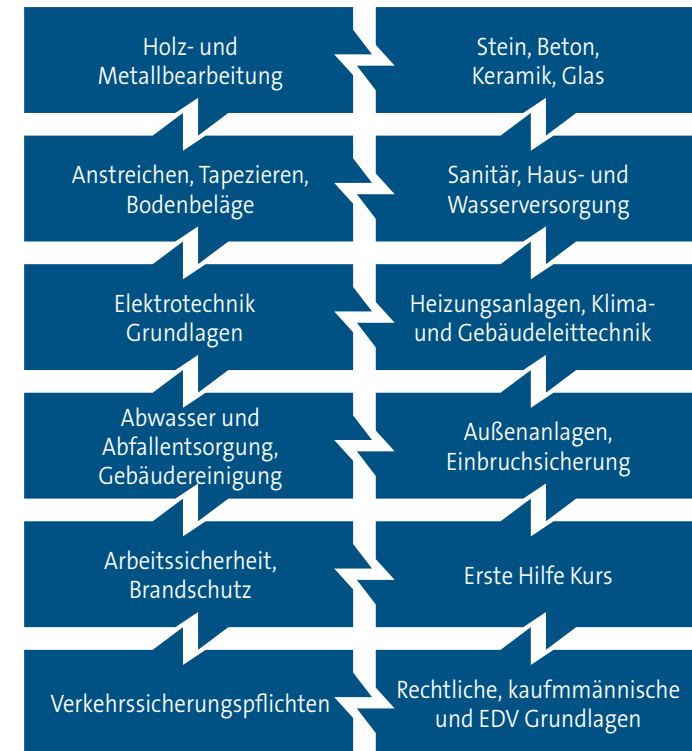 Holz- und
Metallbearbeitung
Stein, Beton,
Keramik, Glas
Anstreichen, Tapezieren,
Bodenbeläge
Sanitär, Haus- und
Wasserversorgung
Elektrotechnik
Grundlagen
Heizungsanlagen, Klima-
und Gebäudeleittechnik
Abwasser und
Abfallentsorgung,
Gebäudereinigung
Außenanlagen,
Einbruchsicherung
Arbeitssicherheit,
Brandschutz
Erste Hilfe Kurs
Verkehrssicherungspflichten
Rechtliche, kaufmmännische
und EDV Grundlagen